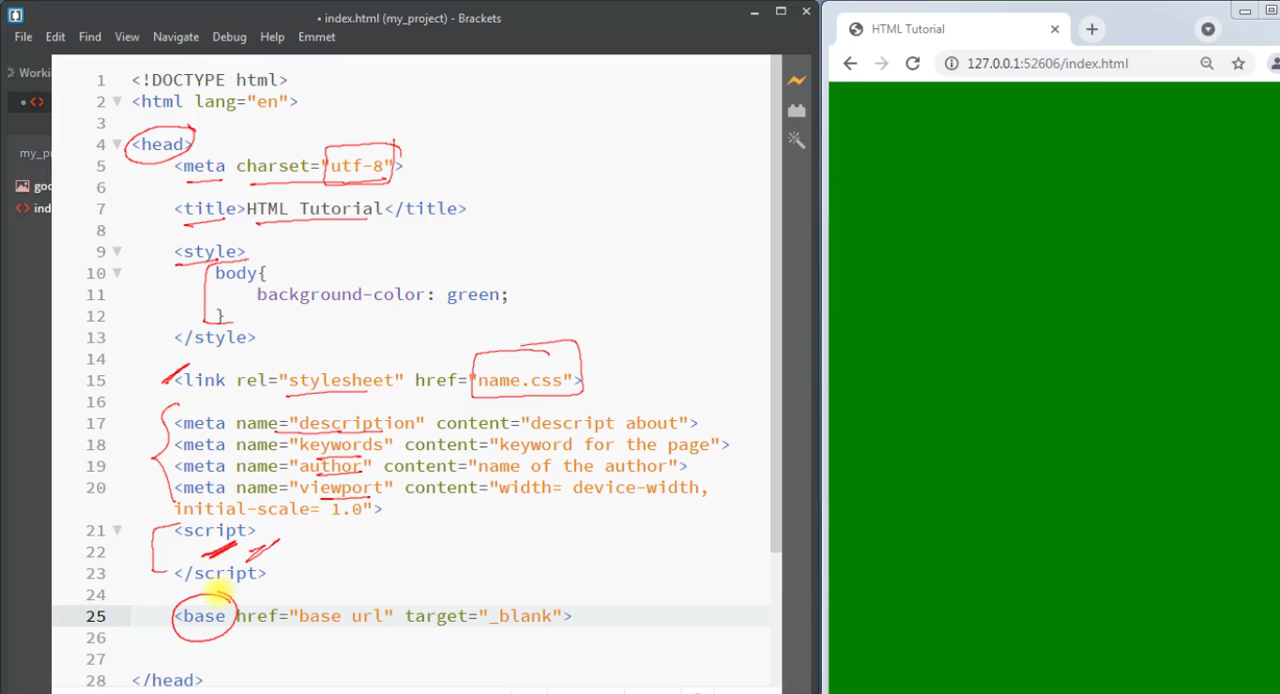 • index.html (my_project) - Brackets
File Edit Find View Navigate Debug Help Emmet
Worki
my_p
goo
ind
1 <!DOCTYPE html>
2 <html lang="en">
3
4 <head>
5 <meta charset="utf-8">
6
7 <title>HTML Tutorial</title>
8
9 <style>
10 body{
11 background-color: green;
12 }
13 </style>
14
15 <link rel="stylesheet" href="name.css">
16
17 <meta name="description" content="descript about">
18 <meta name="keywords" content="keyword for the page">
19 <meta name="author" content="name of the author">
20 <meta name="viewport" content="width= device-width,
initial-scale= 1.0">
21 <script>
22
23 </script>
24
25 <base href="base url" target="_blank">
26
27
28 </head>
HTML Tutorial
127.0.0.1:52606/index.html